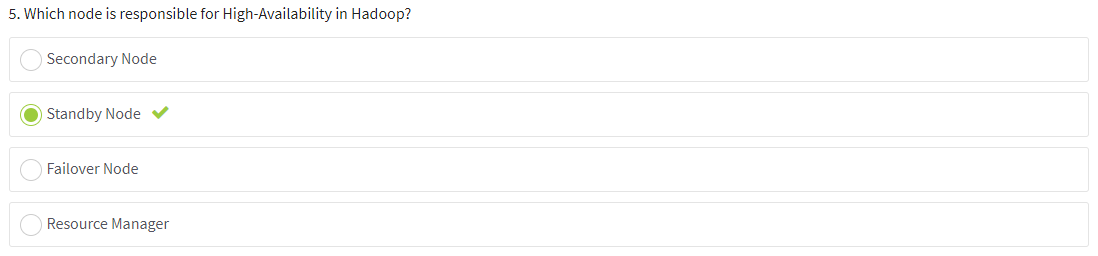 5. Which node is responsible for High-Availability in Hadoop?
Secondary Node
Standby Node
Failover Node
Resource Manager